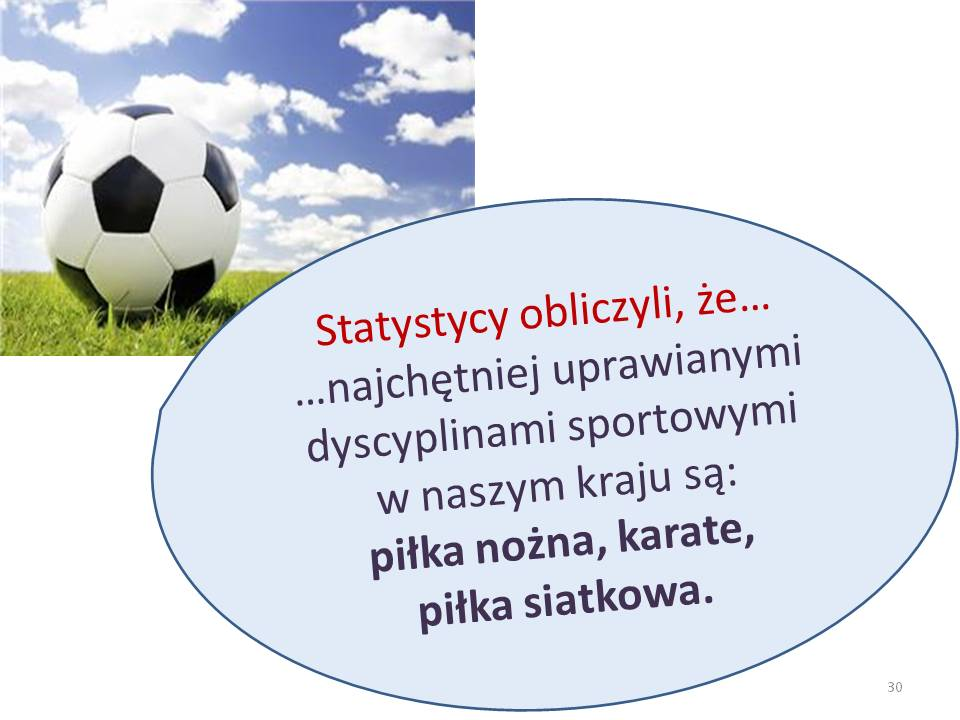 Statystycy obliczyli, że…
…najchętniej uprawianymi
dyscyplinami sportowymi
w naszym kraju są:
piłka nożna, karate,
piłka siatkowa.
30